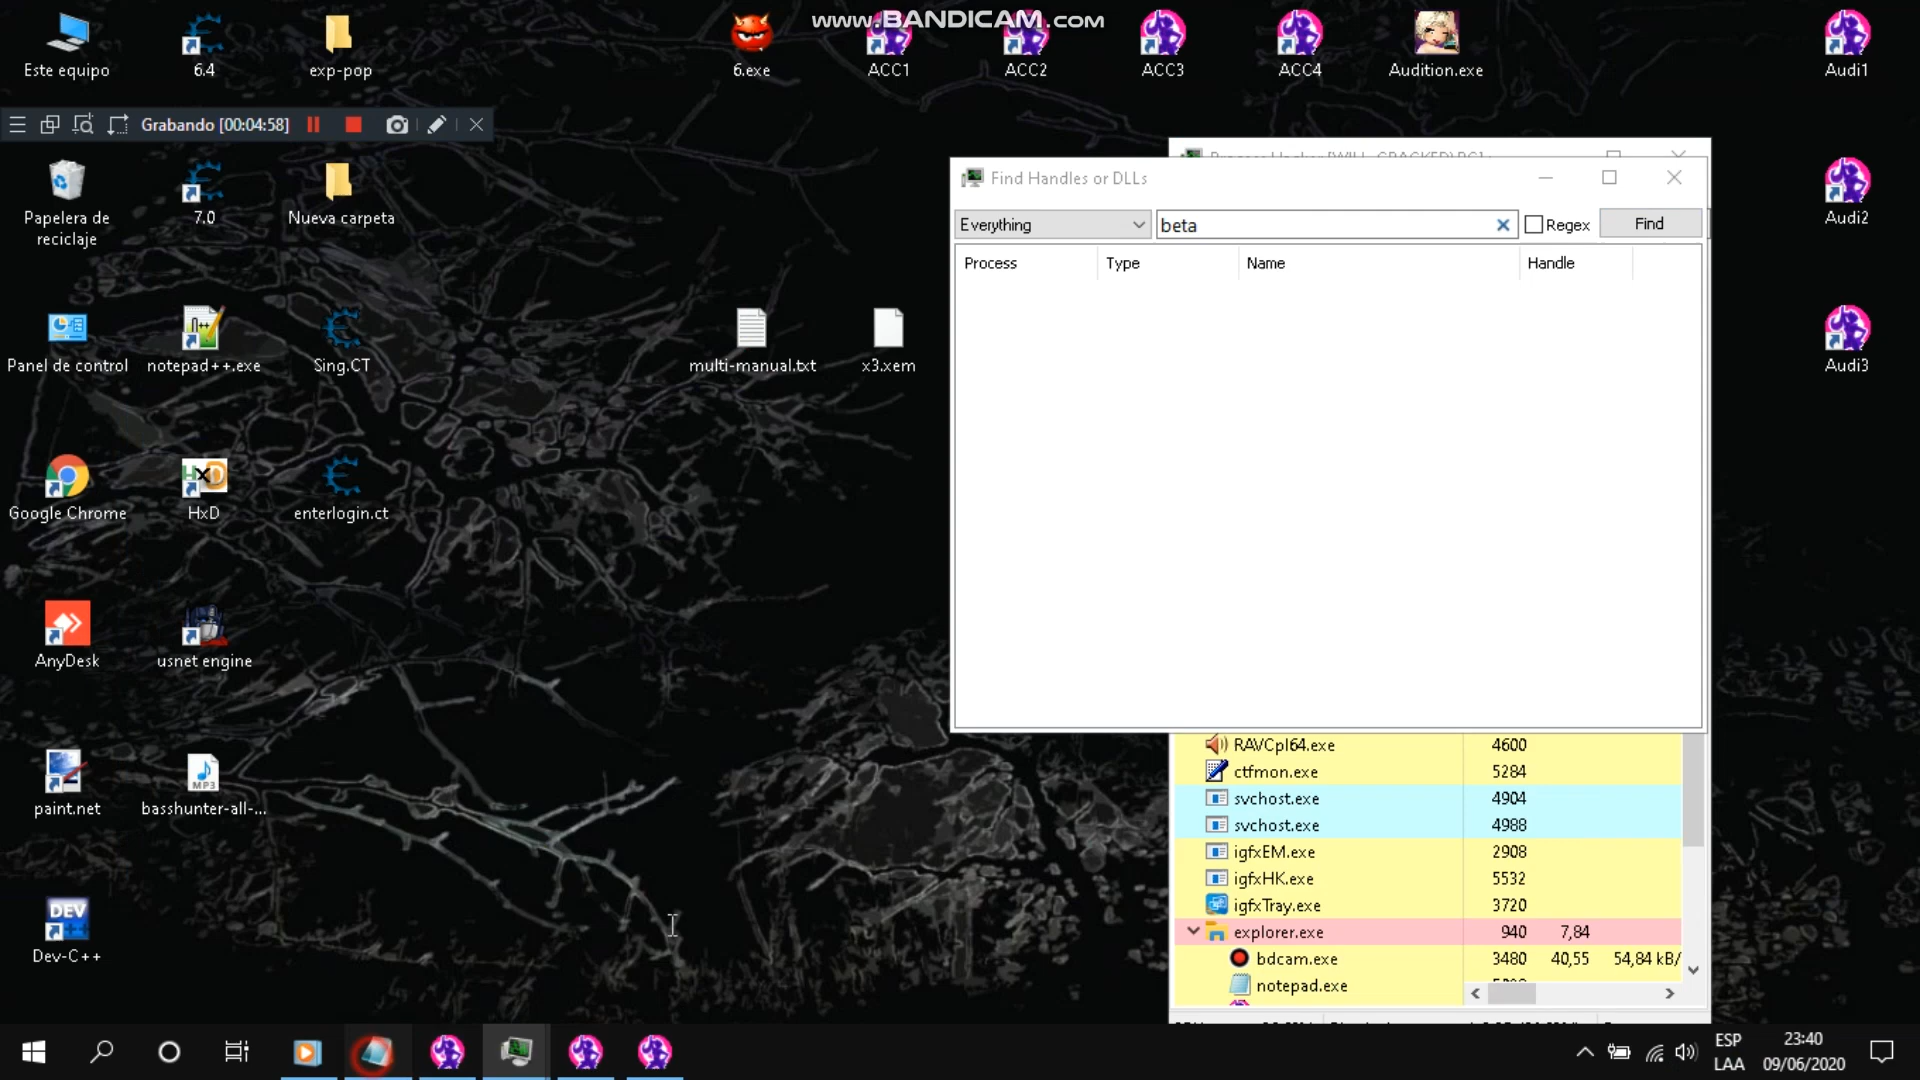 www.BANDICAM.com
Este equipo
6.4
exp-pop
6.exe
ACC1
ACC2
ACC3
ACC4
Audition.exe
Audi1
Grabando [00:04:58]
Find Handles or DLLs
Everything
beta
Regex
Find
Process
Type
Name
Handle
Papelera de
reciclaje
7.0
Nueva carpeta
Audi2
Panel de control
notepad++.exe
Sing.CT
multi-manual.txt
x3.xem
Audi3
Google Chrome
HxD
enterlogin.ct
AnyDesk
usnet engine
paint.net
MP3
basshunter-all-...
DEV
Dev-C++
RAVCpl64.exe 4600
ctfmon.exe 5284
svchost.exe 4904
svchost.exe 4988
igfxEM.exe 2908
igfxHK.exe 5532
igfxTray.exe 3720
explorer.exe 940 7,84
bdcam.exe 3480 40,55 54,84 kB/
notepad.exe
ESP
LAA
23:40
09/06/2020